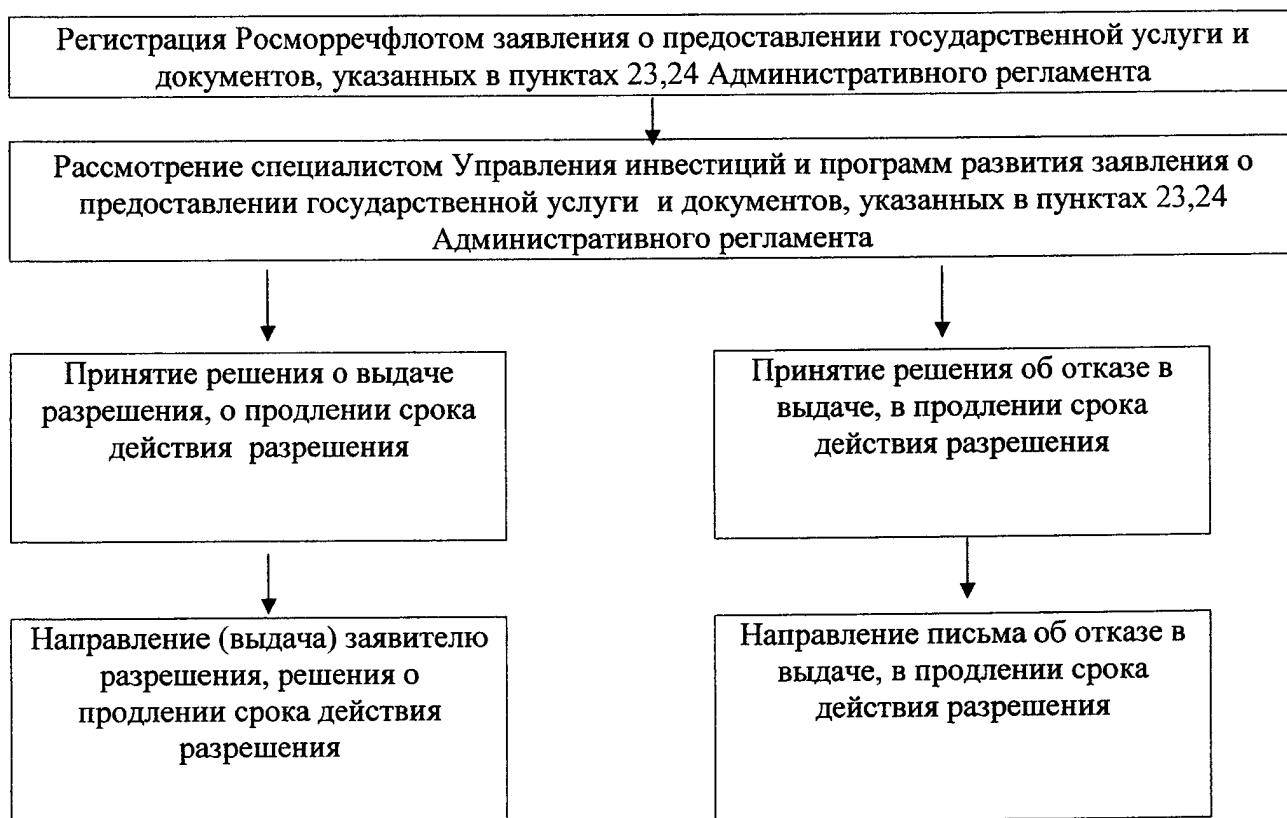 Регистрация Росморречфлотом заявления о предоставлении государственной услуги и
документов, указанных в пунктах 23,24 Административного регламента
Рассмотрение специалистом Управления инвестиций и программ развития заявления о
предоставлении государственной услуги и документов, указанных в пунктах 23,24
Административного регламента
Принятие решения о выдаче
разрешения, о продлении срока
действия разрешения
Принятие решения об отказе в
выдаче, в продлении срока
действия разрешения
Направление (выдача) заявителю
разрешения, решения о
продлении срока действия
разрешения
Направление письма об отказе в
выдаче, в продлении срока
действия разрешения